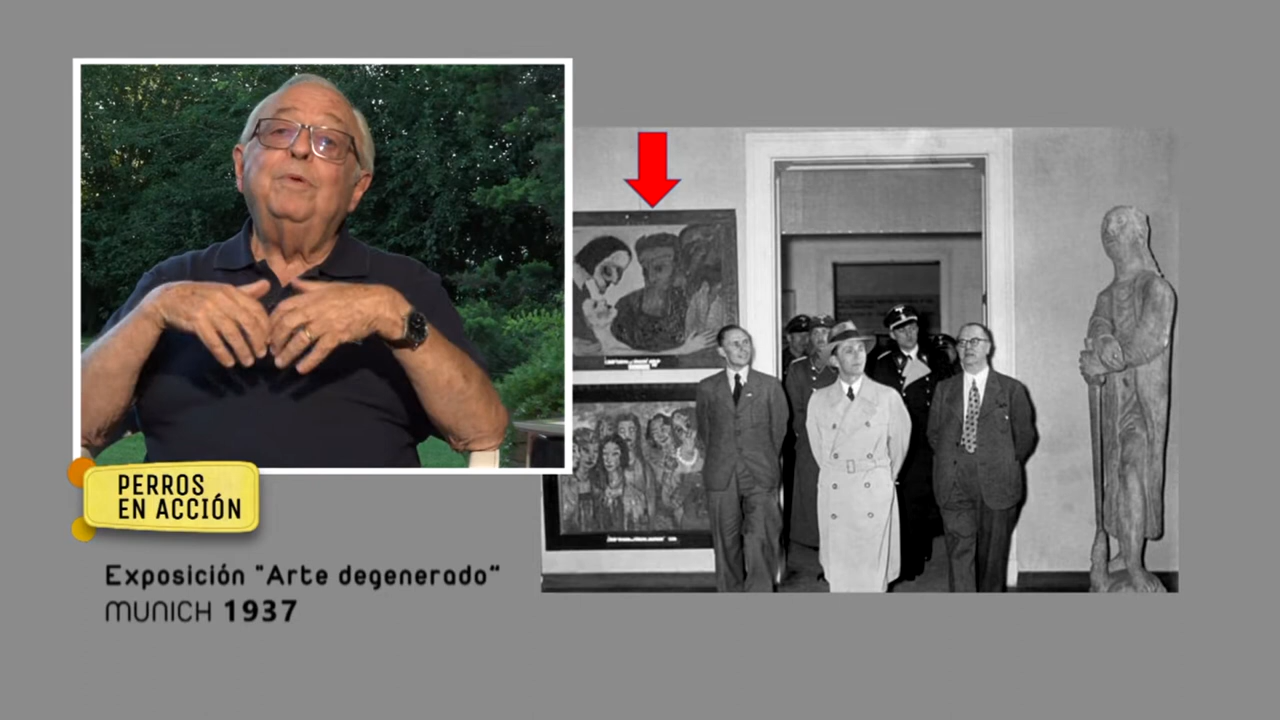 PERROS
EN ACCIÓN
Exposición "Arte degenerado"
MUNICH 1937